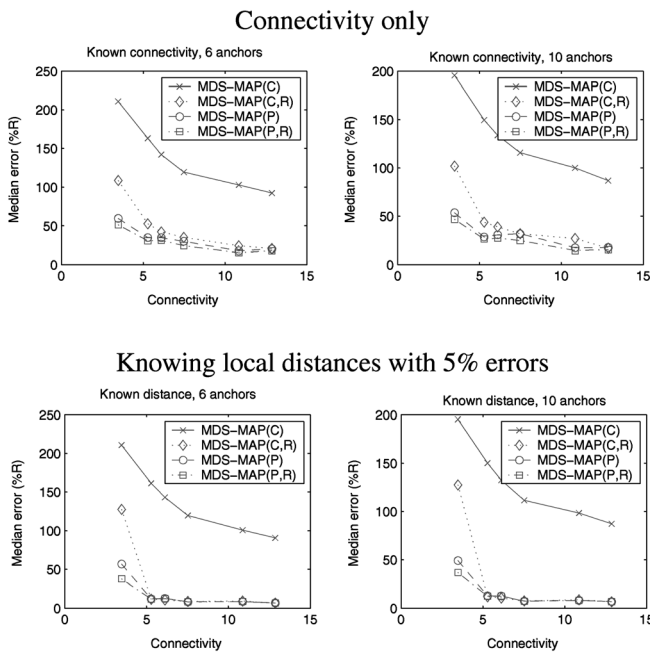 Connectivity only
Known connectivity, 6 anchors
250
200
150
100
50
0
0 5 10 15
Median error (%R)
Connectivity
MDS-MAP(C)
MDS-MAP(C,R)
MDS-MAP(P)
MDS-MAP(P,R)
Known connectivity, 10 anchors
200
150
100
50
0
0 5 10 15
Median error (%R)
Connectivity
MDS-MAP(C)
MDS-MAP(C,R)
MDS-MAP(P)
MDS-MAP(P,R)
Knowing local distances with 5% errors
Known distance, 6 anchors
250
200
150
100
50
0
0 5 10 15
Median error (%R)
Connectivity
MDS-MAP(C)
MDS-MAP(C,R)
MDS-MAP(P)
MDS-MAP(P,R)
Known distance, 10 anchors
200
150
100
50
0
0 5 10 15
Median error (%R)
Connectivity
MDS-MAP(C)
MDS-MAP(C,R)
MDS-MAP(P)
MDS-MAP(P,R)